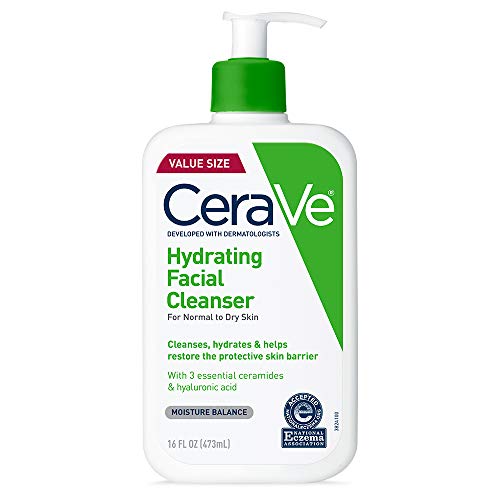 VALUE SIZE
CeraVe®
DEVELOPED WITH DERMATOLOGISTS
Hydrating
Facial
Cleanser
For Normal to Dry Skin
Cleanses, hydrates & helps
restore the protective skin barrier
With 3 essential ceramides
& hyaluronic acid
MOISTURE BALANCE
16 FL OZ (473mL)
ACCEPTED
NATIONALECZEMA.ORG
NATIONAL
Eczema
ASSOCIATION